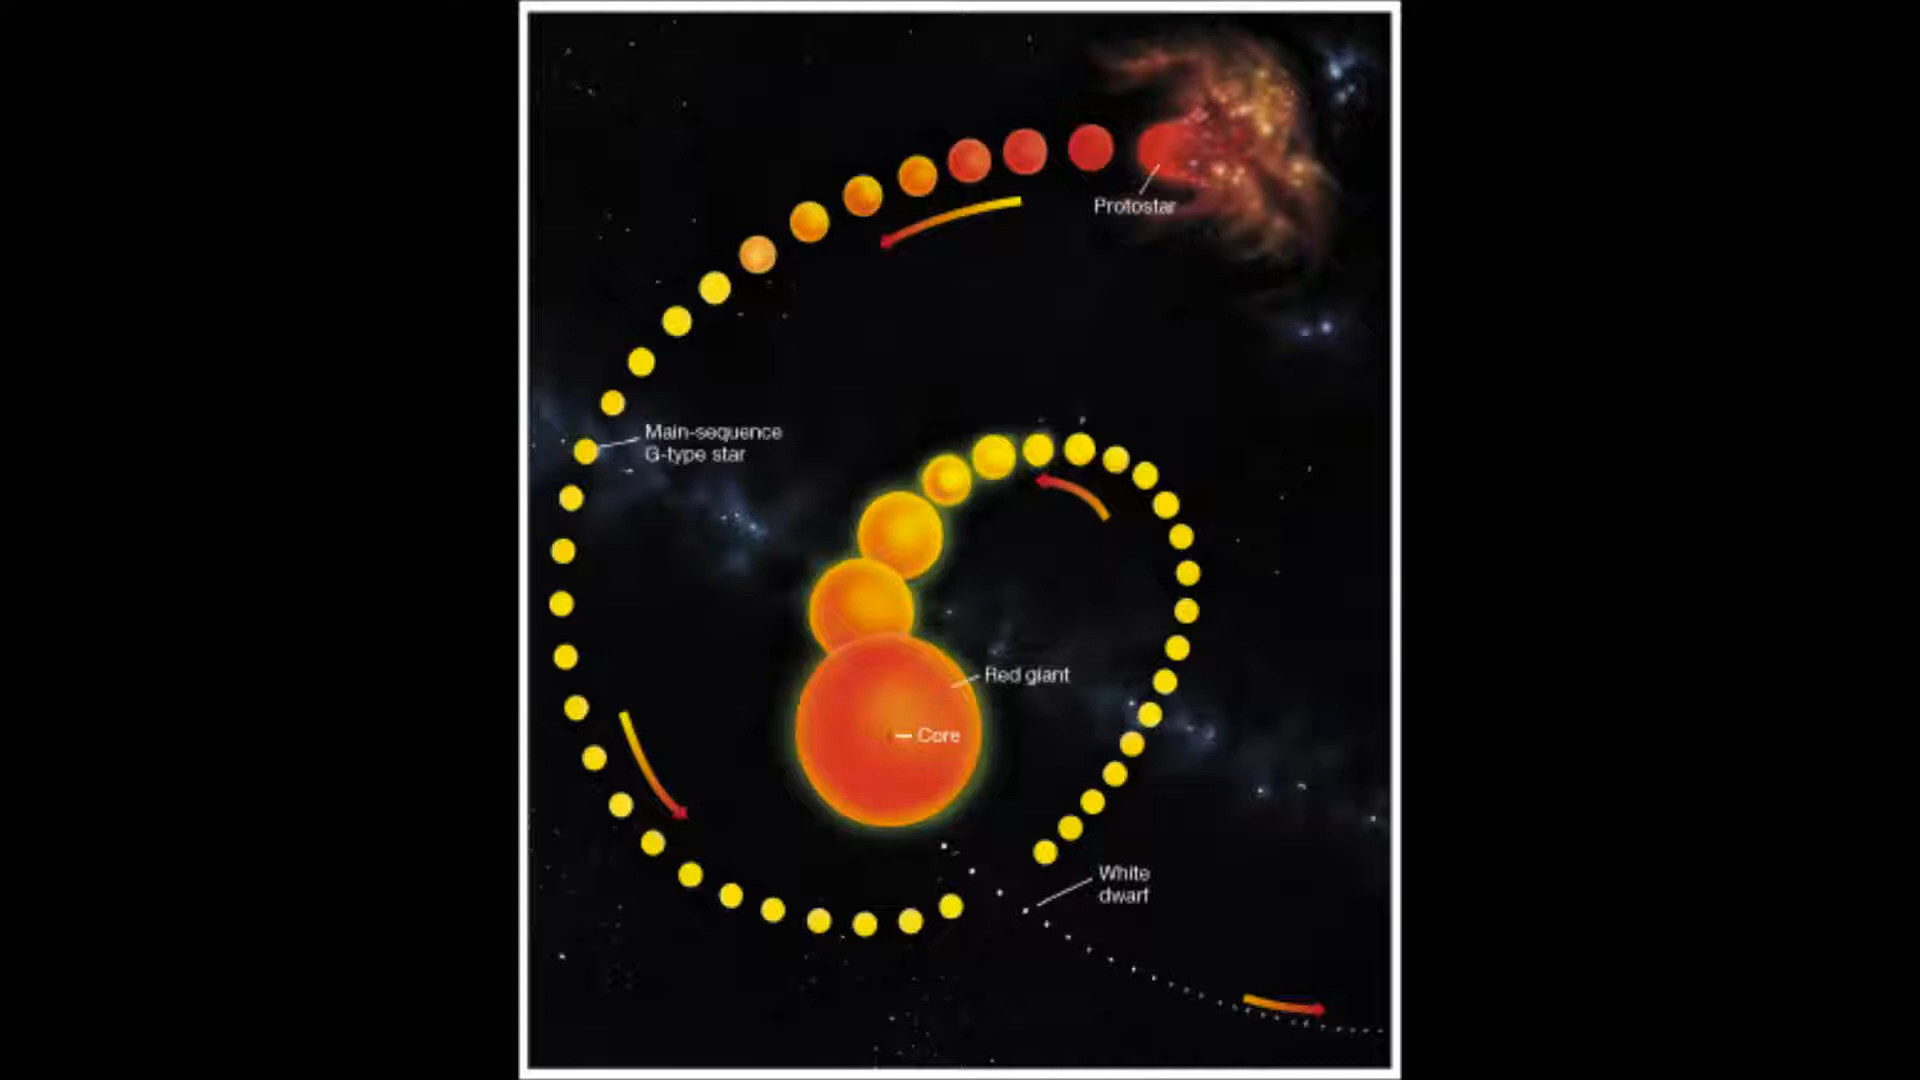 Protostar
Main-sequence
G-type star
Red giant
Core
White
dwarf